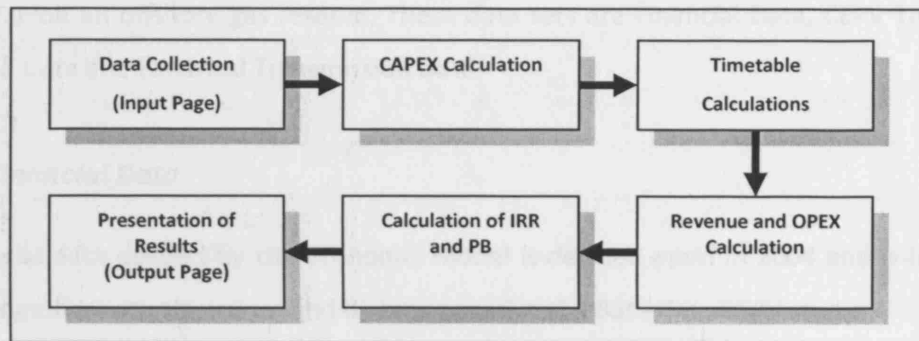 Data Collection
(Input Page)
CAPEX Calculation
Timetable
Calculations
Revenue and OPEX
Calculation
Calculation of IRR
and PB
Presentation of
Results
(Output Page)